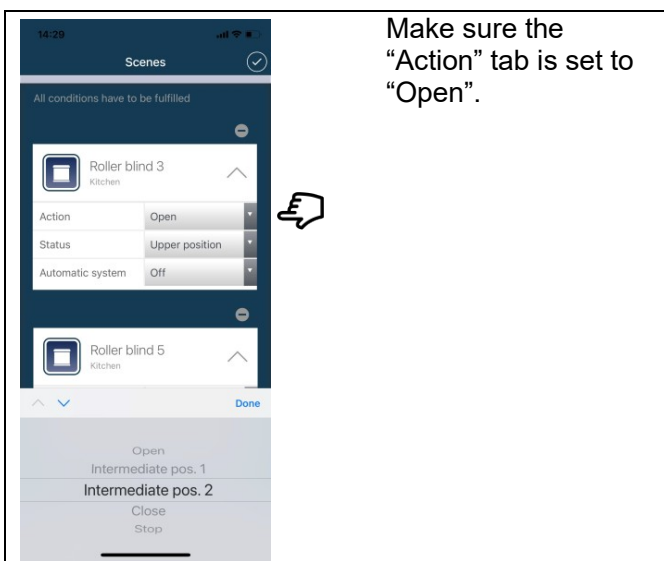 14:29
Scenes
All conditions have to be fulfilled
Roller blind 3
Kitchen
Action Open
Status Upper position
Automatic system Off
Roller blind 5
Kitchen
Done
Open
Intermediate pos. 1
Intermediate pos. 2
Close
Stop
Make sure the
“Action” tab is set to
“Open”.